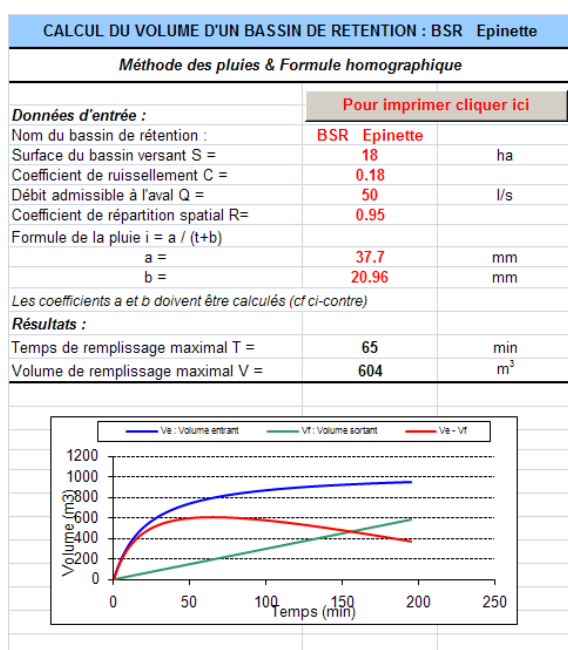 CALCUL DU VOLUME D'UN BASSIN DE RETENTION : BSR Epinette
Méthode des pluies & Formule homographique
Pour imprimer cliquer ici
Données d'entrée :
Nom du bassin de rétention : BSR Epinette
Surface du bassin versant S = 18 ha
Coefficient de ruissellement C = 0.18
Débit admissible à l'aval Q = 50 l/s
Coefficient de répartition spatial R= 0.95
Formule de la pluie i = a / (t+b)
a = 37.7 mm
b = 20.96 mm
Les coefficients a et b doivent être calculés (cf ci-contre)
Résultats :
Temps de remplissage maximal T = 65 min
Volume de remplissage maximal V = 604 m³
Ve : Volume entrant Vf : Volume sortant Ve - Vf
Volume (m3)
1200
1000
800
600
400
200
0
0 50 100 150 200 250
Temps (min)